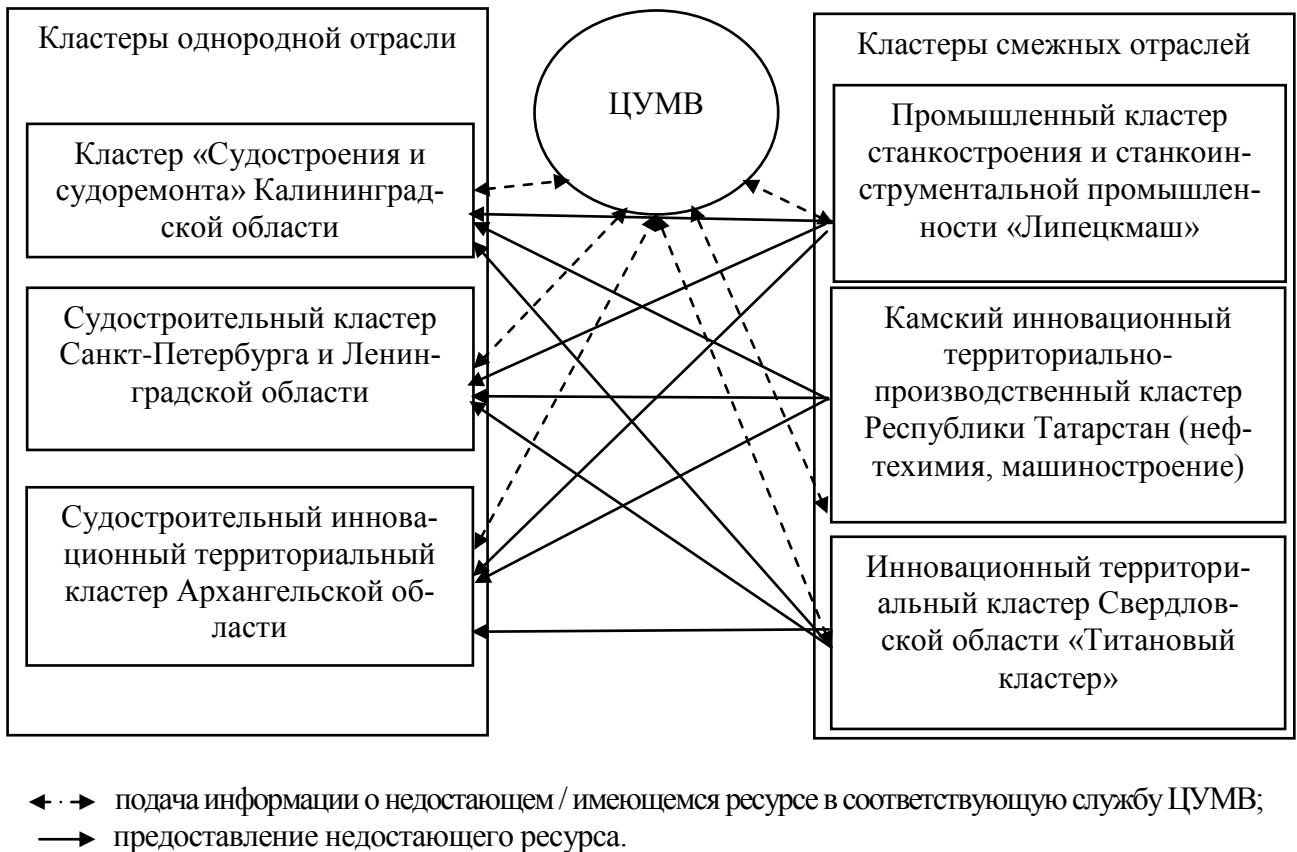 Кластеры однородной отрасли
Кластер «Судостроения и
судоремонта» Калининград-
ской области
Судостроительный кластер
Санкт-Петербурга и Ленин-
градской области
Судостроительный иннова-
ционный территориальный
кластер Архангельской об-
ласти
ЦУМВ
Кластеры смежных отраслей
Промышленный кластер
станкостроения и станкоин-
струментальной промышлен-
ности «Липецкмаш»
Камский инновационный
территориально-
производственный кластер
Республики Татарстан (неф-
техимия, машиностроение)
Инновационный территори-
альный кластер Свердлов-
ской области «Титановый
кластер»
подача информации о недостающем / имеющемся ресурсе в соответствующую службу ЦУМВ;
предоставление недостающего ресурса.